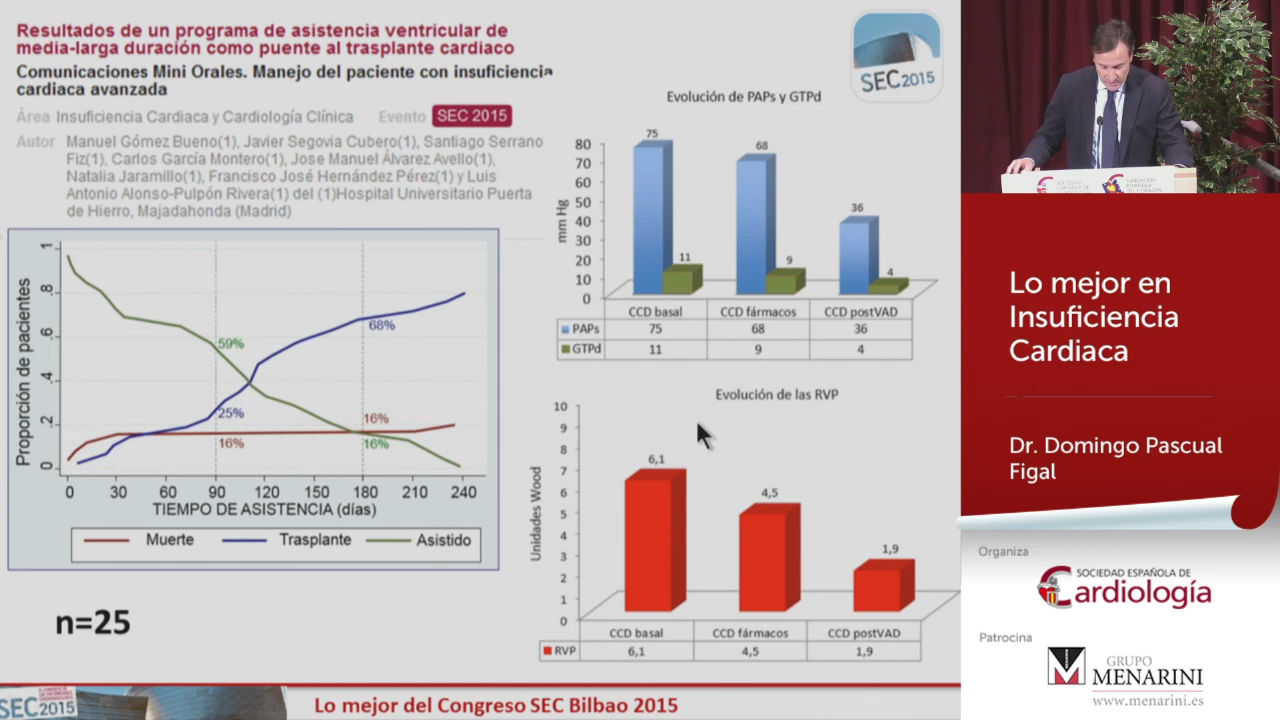 Resultados de un programa de asistencia ventricular de
media-larga duración como puente al trasplante cardiaco
Comunicaciones Mini Orales. Manejo del paciente con insuficiencia
cardiaca avanzada
Área Insuficiencia Cardiaca y Cardiología Clínica Evento SEC 2015
Autor Manuel Gómez Bueno(1), Javier Segovia Cubero(1), Santiago Serrano
Fiz(1), Carlos García Montero(1), Jose Manuel Álvarez Avello(1),
Natalia Jaramillo(1), Francisco José Hernández Pérez(1) y Luis
Antonio Alonso-Pulpón Rivera(1) del (1)Hospital Universitario Puerta
de Hierro, Majadahonda (Madrid)
SEC2015
Proporción de pacientes
1
.8
.6
.4
.2
0
59%
68%
25%
16%
16%
16%
0 30 60 90 120 150 180 210 240
TIEMPO DE ASISTENCIA (días)
Muerte Trasplante Asistido
n=25
Evolución de PAPs y GTPd
mm Hg
80
70
60
50
40
30
20
10
0
75 11 68 9 36 4
CCD basal CCD fármacos CCD postVAD
PAPs 75 68 36
GTPd 11 9 4
Evolución de las RVP
Unidades Wood
10
9
8
7
6
5
4
3
2
1
0
6,1 4,5 1,9
CCD basal CCD fármacos CCD postVAD
RVP 6,1 4,5 1,9
SEC2015
Lo mejor del Congreso SEC Bilbao 2015
Lo mejor en
Insuficiencia
Cardiaca
Dr. Domingo Pascual
Figal
Organiza
SOCIEDAD ESPAÑOLA DE
Cardiología
Patrocina
GRUPO
MENARINI
www.menarini.es